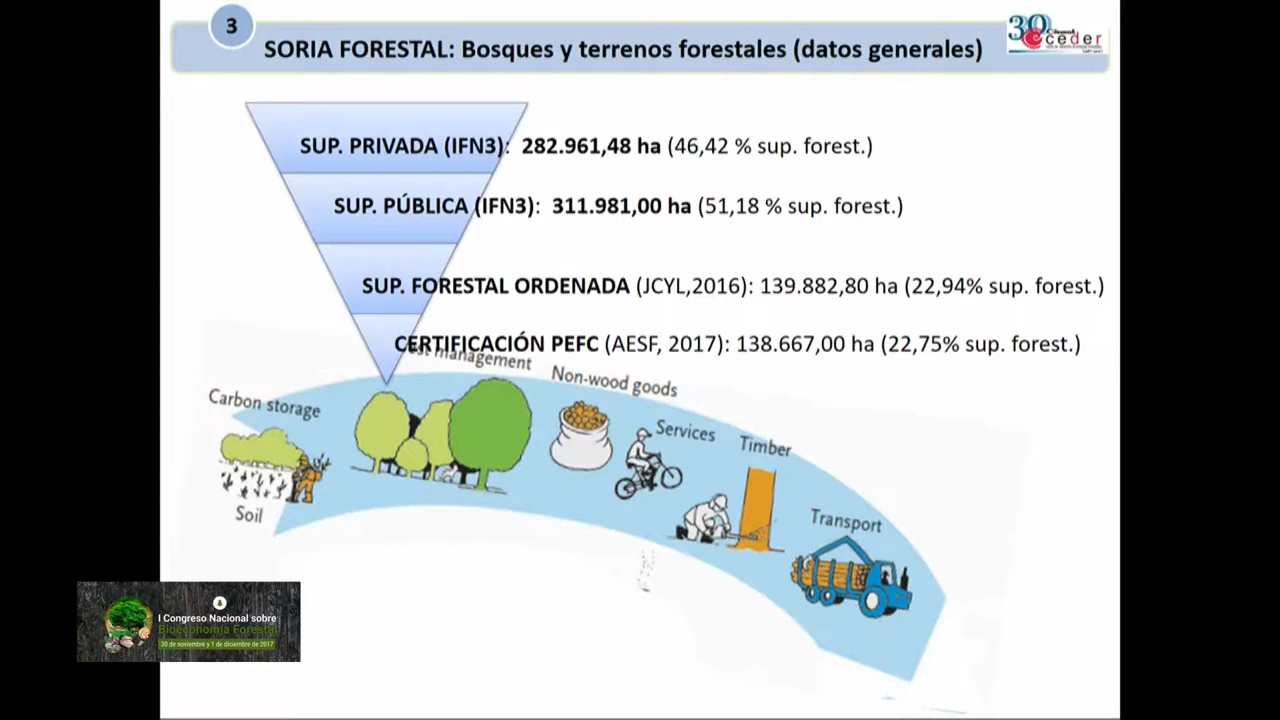 3
SORIA FORESTAL: Bosques y terrenos forestales (datos generales)
30
ceder
SUP. PRIVADA (IFN3): 282.961,48 ha (46,42 % sup. forest.)
SUP. PÚBLICA (IFN3): 311.981,00 ha (51,18 % sup. forest.)
SUP. FORESTAL ORDENADA (JCYL,2016): 139.882,80 ha (22,94% sup. forest.)
CERTIFICACIÓN PEFC (AESF, 2017): 138.667,00 ha (22,75% sup. forest.)
management
Non-wood goods
Carbon storage
Services
Timber
Soil
Transport
I Congreso Nacional sobre
Bioeconomía Forestal
30 de noviembre y 1 de diciembre de 2017